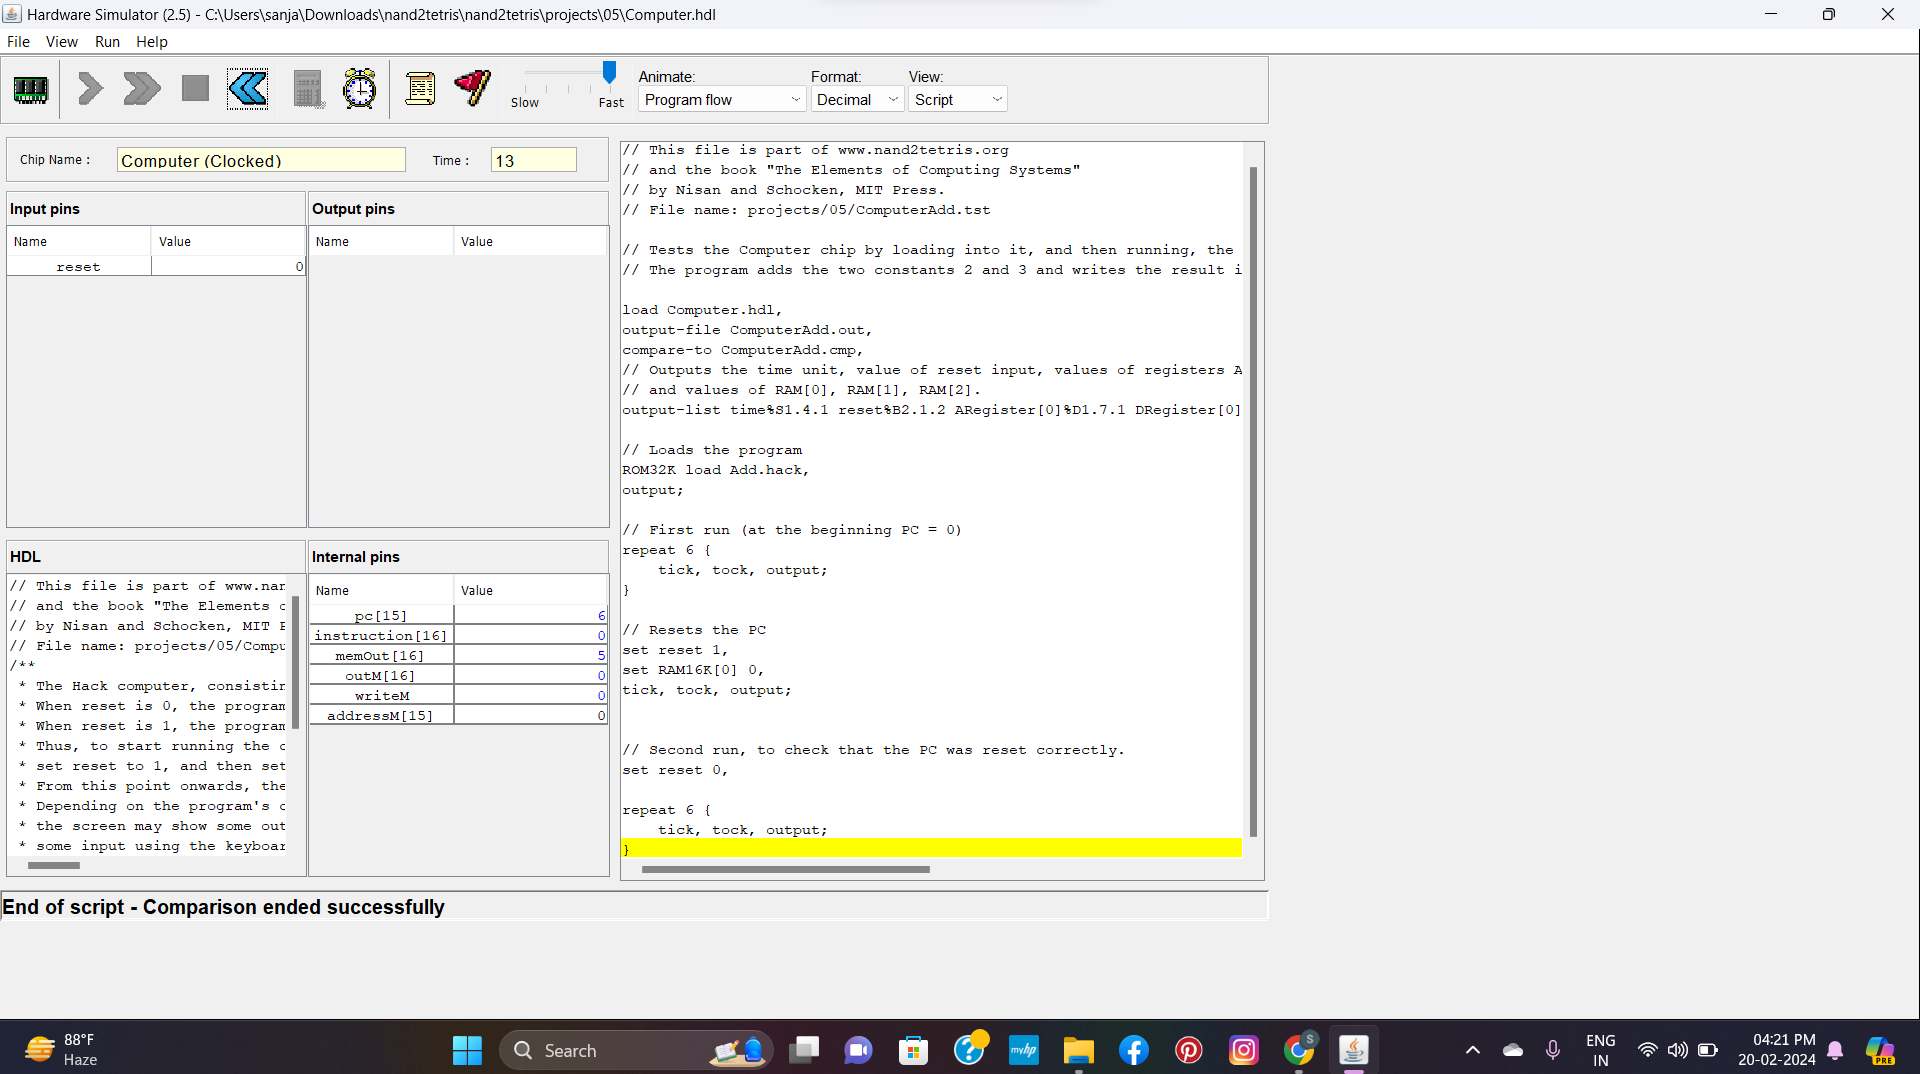 Hardware Simulator (2.5) - C:\Users\sanja\Downloads\nand2tetris\nand2tetris\projects\05\Computer.hdl
File View Run Help
Slow Fast
Animate: Format: View:
Program flow Decimal Script
Chip Name : Computer (Clocked) Time : 13
Input pins
Name Value
reset 0
Output pins
Name Value
HDL
// This file is part of www.nan
// and the book "The Elements o
// by Nisan and Schocken, MIT P
// File name: projects/05/Compu
/**
* The Hack computer, consistin
* When reset is 0, the program
* When reset is 1, the program
* Thus, to start running the c
* set reset to 1, and then set
* From this point onwards, the
* Depending on the program's c
* the screen may show some out
* some input using the keyboar
Internal pins
Name Value
pc[15] 6
instruction[16] 0
memOut[16] 5
outM[16] 0
writeM 0
addressM[15] 0
// This file is part of www.nand2tetris.org
// and the book "The Elements of Computing Systems"
// by Nisan and Schocken, MIT Press.
// File name: projects/05/ComputerAdd.tst
// Tests the Computer chip by loading into it, and then running, the
// The program adds the two constants 2 and 3 and writes the result i
load Computer.hdl,
output-file ComputerAdd.out,
compare-to ComputerAdd.cmp,
// Outputs the time unit, value of reset input, values of registers A
// and values of RAM[0], RAM[1], RAM[2].
output-list time%S1.4.1 reset%B2.1.2 ARegister[0]%D1.7.1 DRegister[0]
// Loads the program
ROM32K load Add.hack,
output;
// First run (at the beginning PC = 0)
repeat 6 {
tick, tock, output;
}
// Resets the PC
set reset 1,
set RAM16K[0] 0,
tick, tock, output;
// Second run, to check that the PC was reset correctly.
set reset 0,
repeat 6 {
tick, tock, output;
}
End of script - Comparison ended successfully
88°F
Haze
Search
myhp
S
ENG
IN
04:21 PM
20-02-2024
PRE